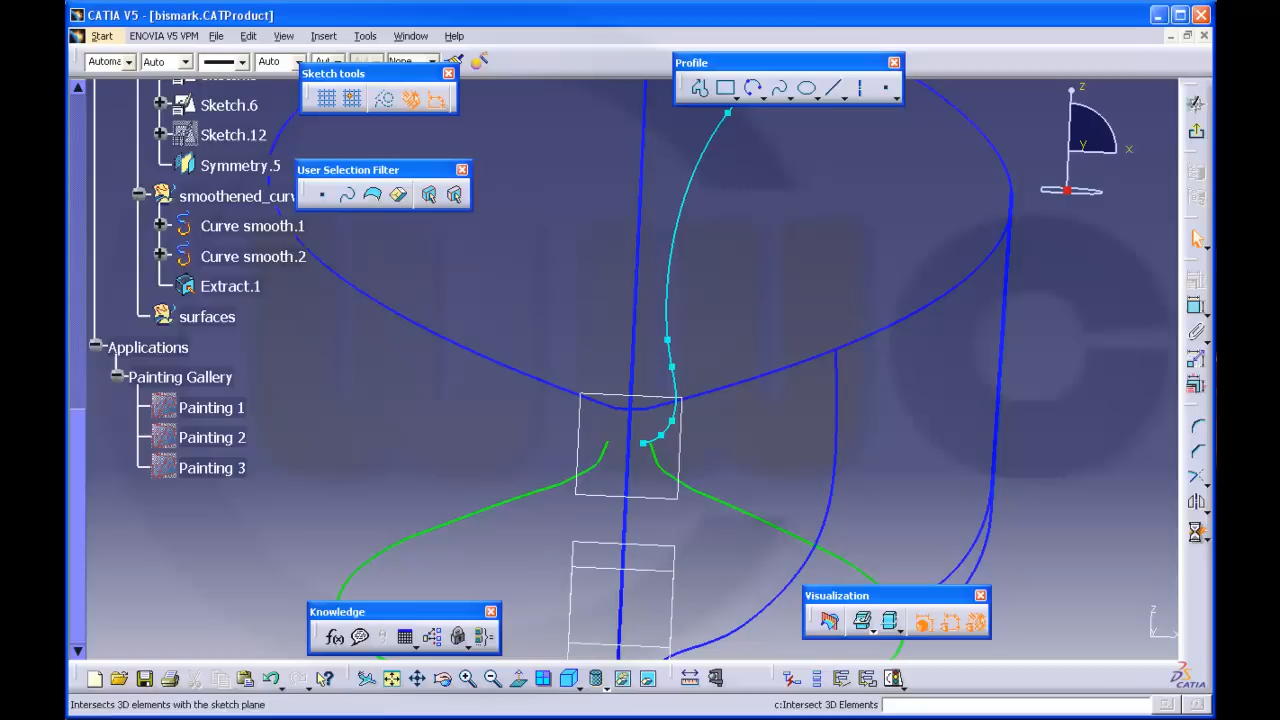 CATIA V5 - [bismark.CATProduct]
Start ENOVIA V5 VPM File Edit View Insert Tools Window Help
Automa Auto Auto Aut None
Sketch tools
Profile
User Selection Filter
Sketch.6
Sketch.12
Symmetry.5
smoothened_curv
Curve smooth.1
Curve smooth.2
Extract.1
surfaces
Applications
Painting Gallery
Painting 1
Painting 2
Painting 3
z
y
x
Knowledge
f(x)
Visualization
z
CATIA
Intersects 3D elements with the sketch plane
c:Intersect 3D Elements